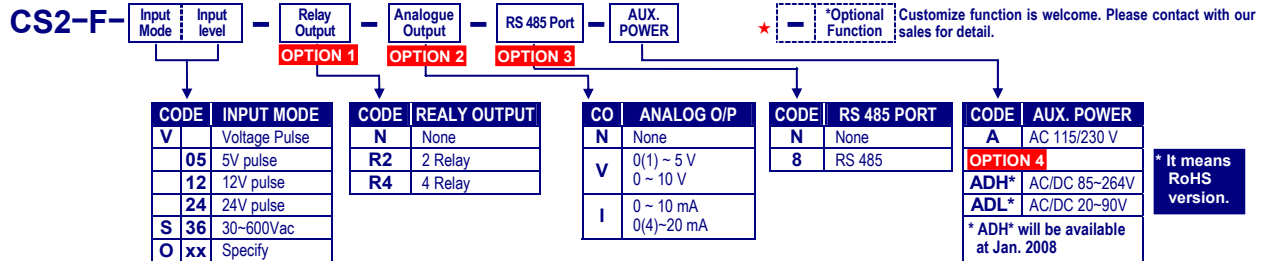 CS2-F- Input Mode Input level - Relay Output - Analogue Output - RS 485 Port - AUX. POWER ★ - *Optional Function Customize function is welcome. Please contact with our sales for detail.
OPTION 1 OPTION 2 OPTION 3
CODE INPUT MODE
V Voltage Pulse
05 5V pulse
12 12V pulse
24 24V pulse
S 36 30~600Vac
O xx Specify
CODE REALY OUTPUT
N None
R2 2 Relay
R4 4 Relay
CO ANALOG O/P
N None
V 0(1) ~ 5 V
0 ~ 10 V
I 0 ~ 10 mA
0(4)~20 mA
CODE RS 485 PORT
N None
8 RS 485
CODE AUX. POWER
A AC 115/230 V
OPTION 4
ADH* AC/DC 85~264V
ADL* AC/DC 20~90V
* ADH* will be available
at Jan. 2008
* It means
RoHS
version.